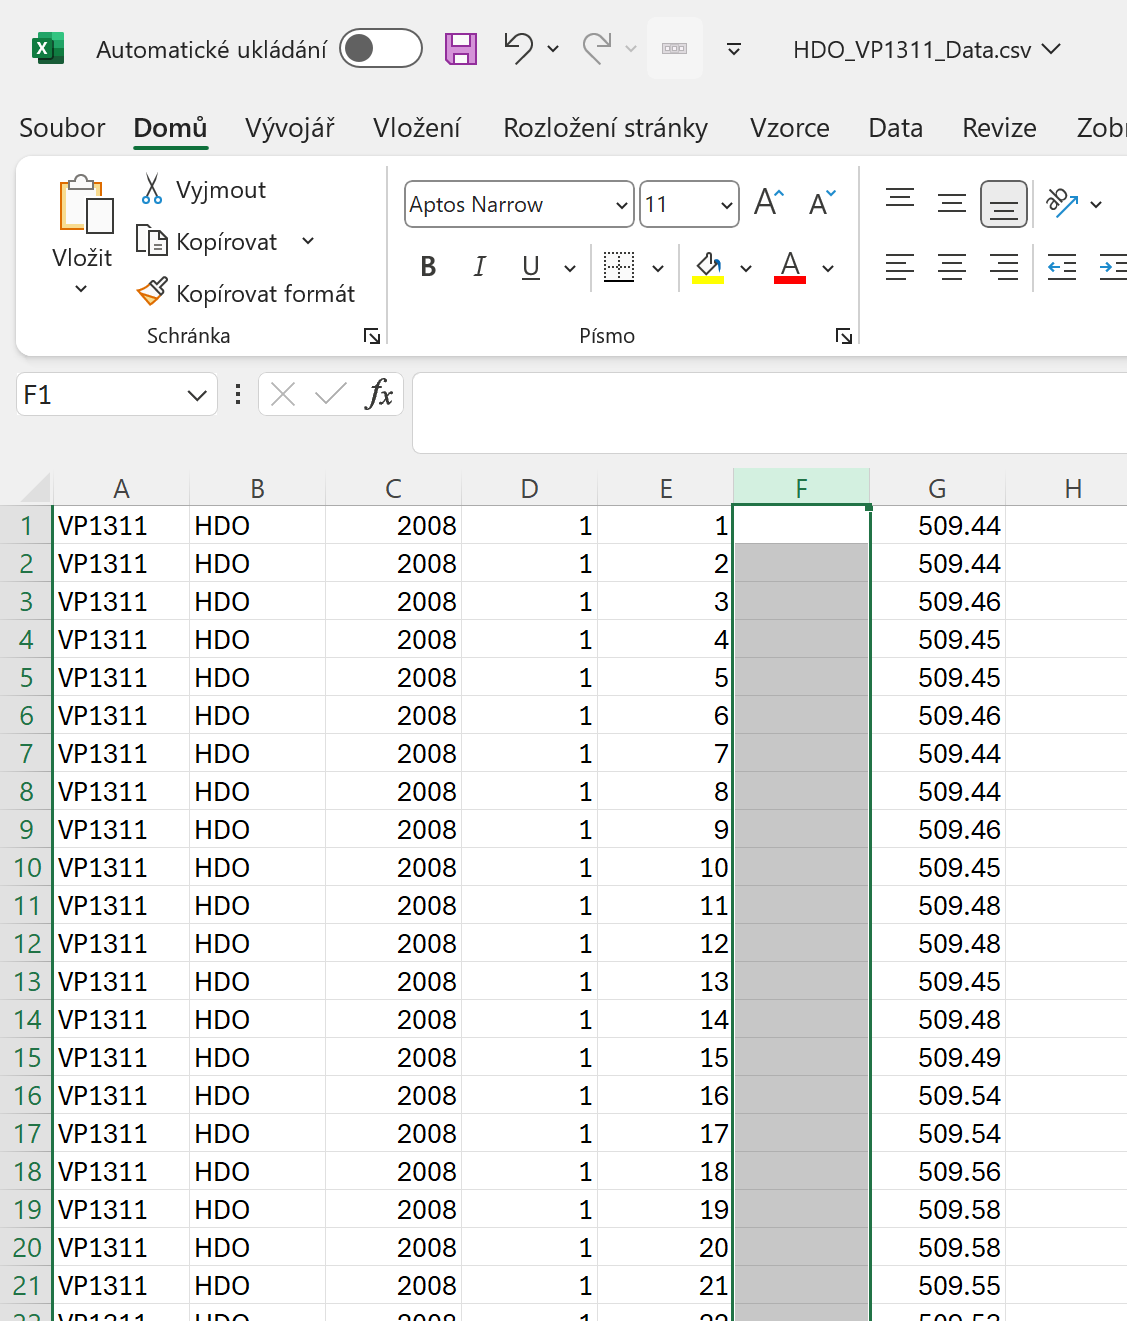 Automatické ukládání HDO_VP1311_Data.csv
Soubor Domů Vývojář Vložení Rozložení stránky Vzorce Data Revize
Vložit
Vyjmout
Kopírovat
Kopírovat formát
Schránka
Aptos Narrow 11
B I U A
Písmo
F1 fx
A B C D E F G H
1 VP1311 HDO 2008 1 1 509.44
2 VP1311 HDO 2008 1 2 509.44
3 VP1311 HDO 2008 1 3 509.46
4 VP1311 HDO 2008 1 4 509.45
5 VP1311 HDO 2008 1 5 509.45
6 VP1311 HDO 2008 1 6 509.46
7 VP1311 HDO 2008 1 7 509.44
8 VP1311 HDO 2008 1 8 509.44
9 VP1311 HDO 2008 1 9 509.46
10 VP1311 HDO 2008 1 10 509.45
11 VP1311 HDO 2008 1 11 509.48
12 VP1311 HDO 2008 1 12 509.48
13 VP1311 HDO 2008 1 13 509.45
14 VP1311 HDO 2008 1 14 509.48
15 VP1311 HDO 2008 1 15 509.49
16 VP1311 HDO 2008 1 16 509.54
17 VP1311 HDO 2008 1 17 509.54
18 VP1311 HDO 2008 1 18 509.56
19 VP1311 HDO 2008 1 19 509.58
20 VP1311 HDO 2008 1 20 509.58
21 VP1311 HDO 2008 1 21 509.55